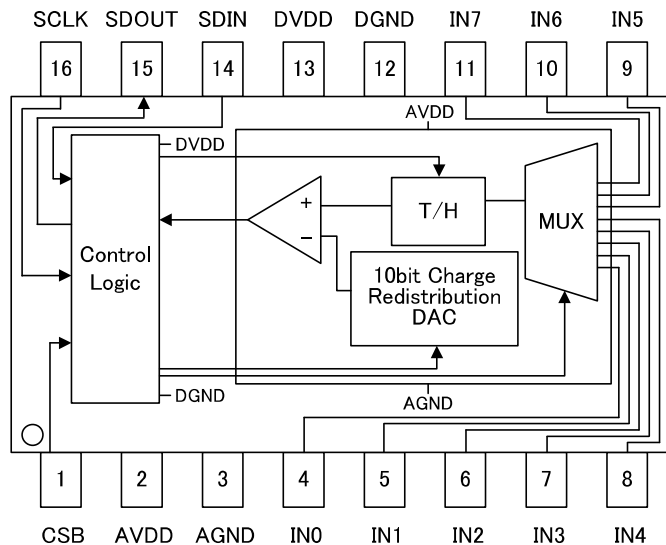 SCLK SDOUT SDIN DVDD DGND IN7 IN6 IN5
16 15 14 13 12 11 10 9
AVDD
DVDD
+
T/H
MUX
−
Control
Logic
10bit Charge
Redistribution
DAC
DGND
AGND
1 2 3 4 5 6 7 8
CSB AVDD AGND IN0 IN1 IN2 IN3 IN4